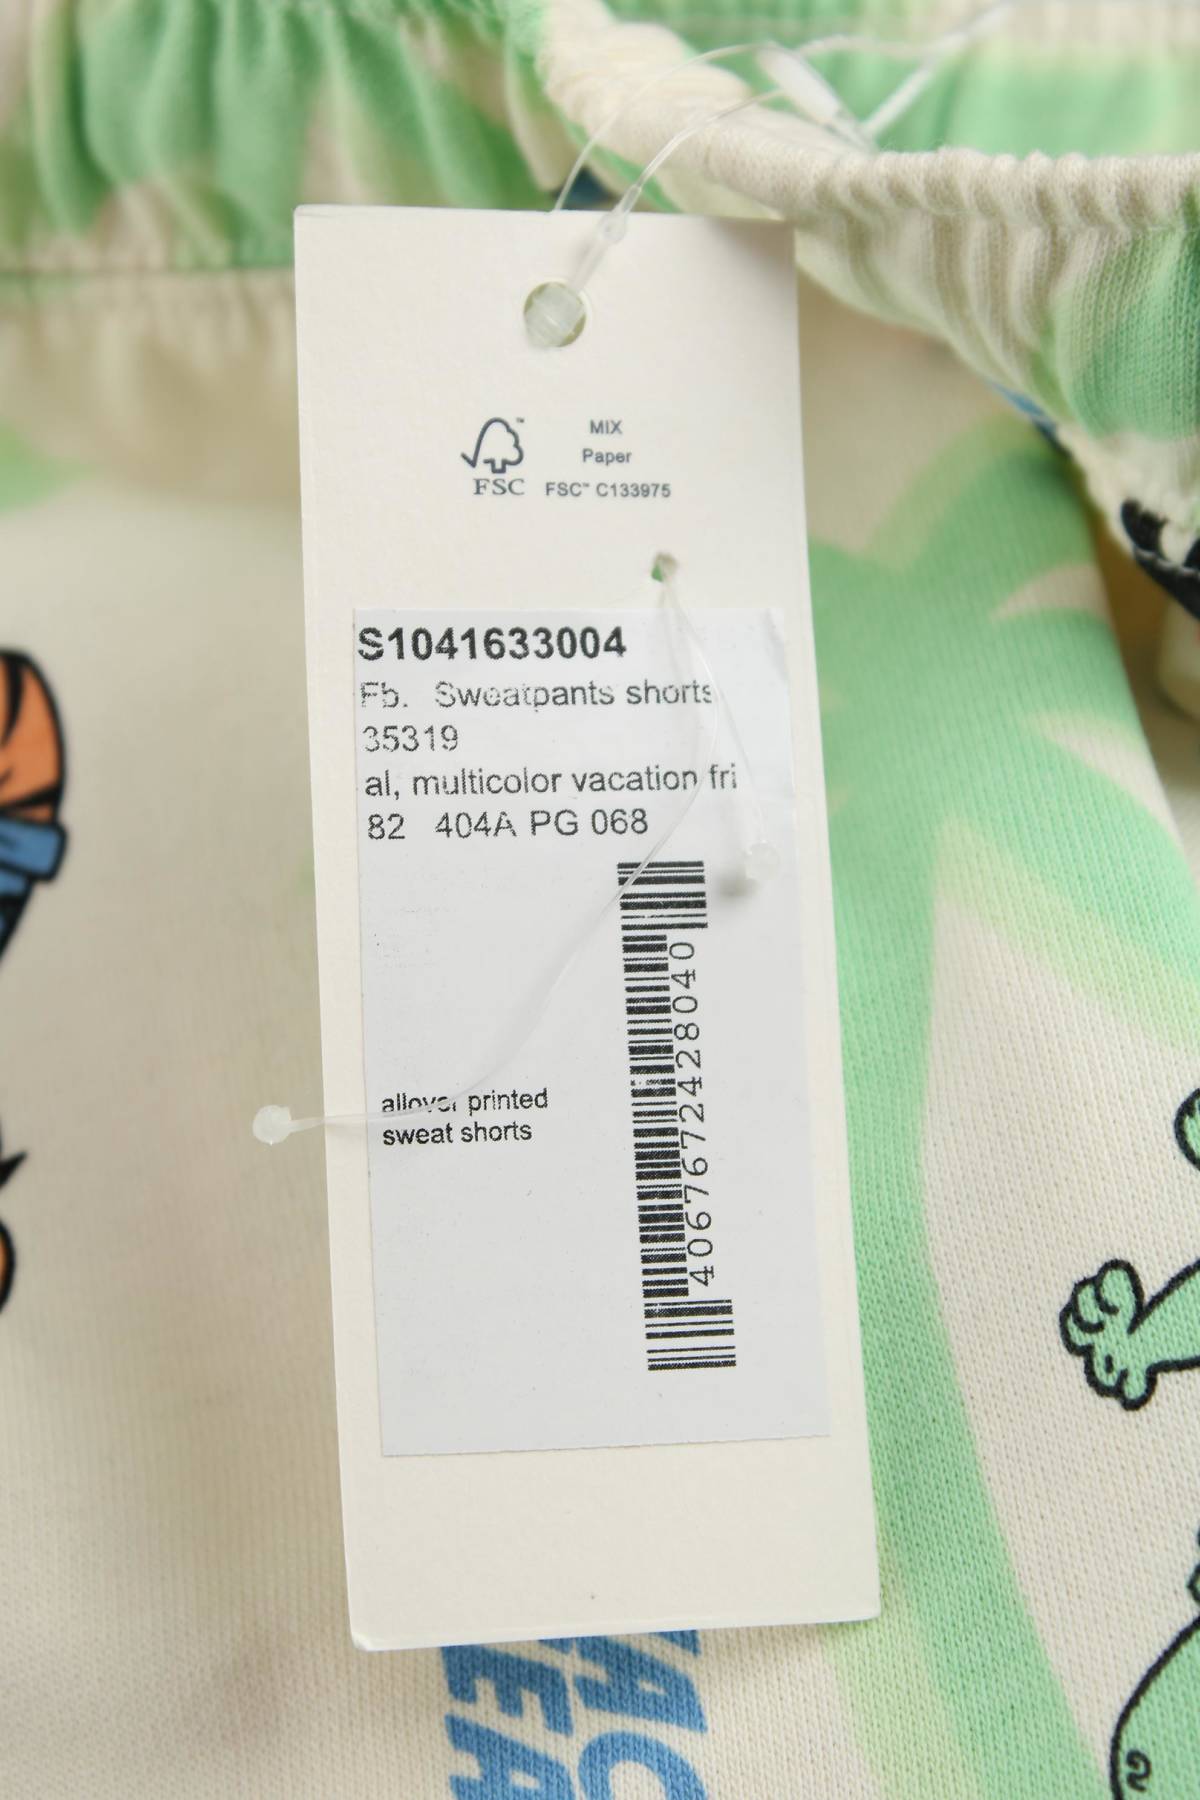 FSC
MIX
Paper
FSC™ C133975
S1041633004
Fb. Sweatpants shorts
35319
al, multicolor vacation fri
82 404A PG 068
allover printed
sweat shorts
4067672428040